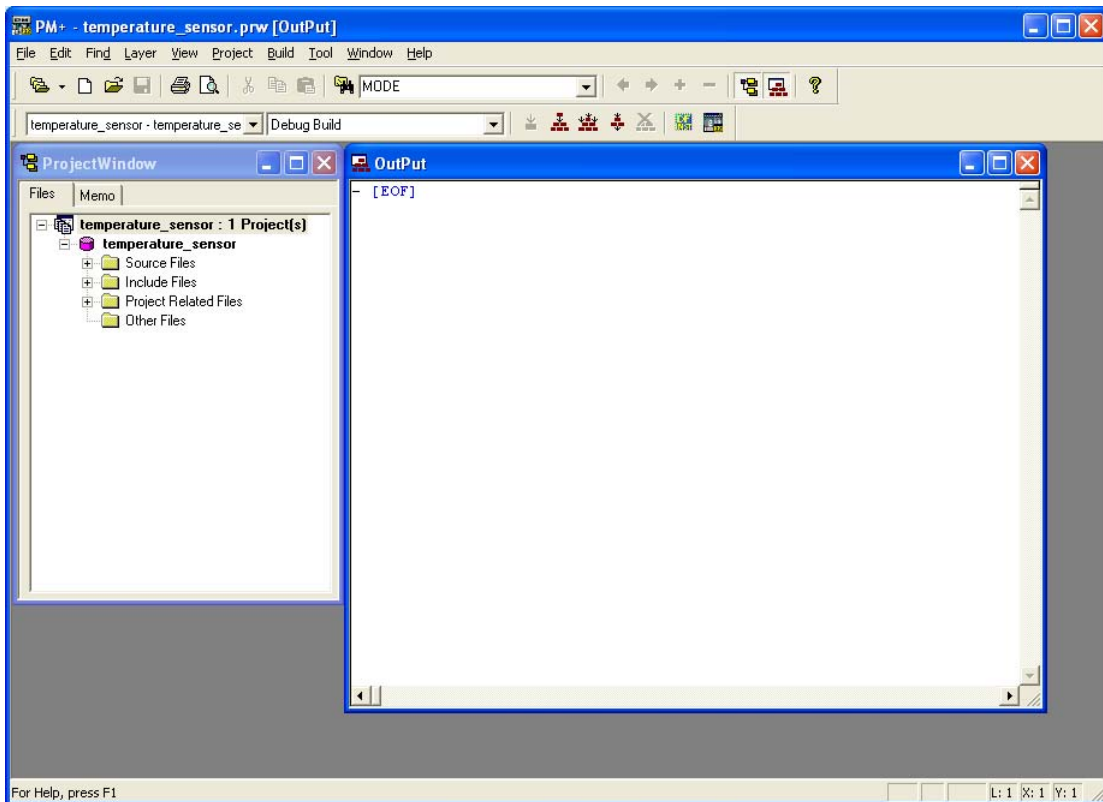 PM+ - temperature_sensor.prw [OutPut]
File Edit Find Layer View Project Build Tool Window Help
MODE
temperature_sensor - temperature_se Debug Build
ProjectWindow
Files Memo
temperature_sensor : 1 Project(s)
temperature_sensor
Source Files
Include Files
Project Related Files
Other Files
OutPut
[EOF]
For Help, press F1
L: 1 X: 1 Y: 1